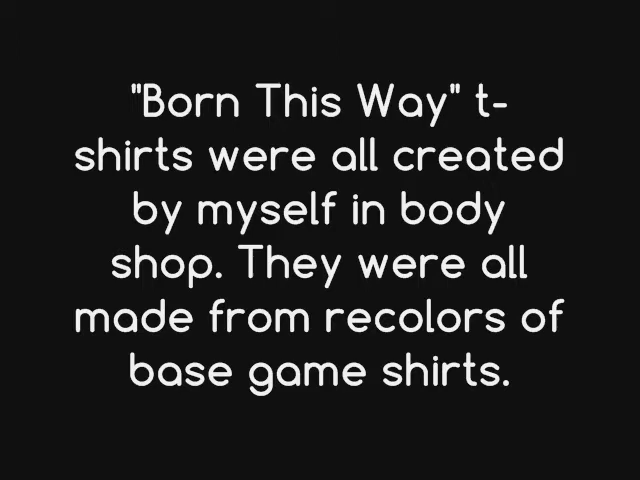 "Born This Way" t-
shirts were all created
by myself in body
shop. They were all
made from recolors of
base game shirts.